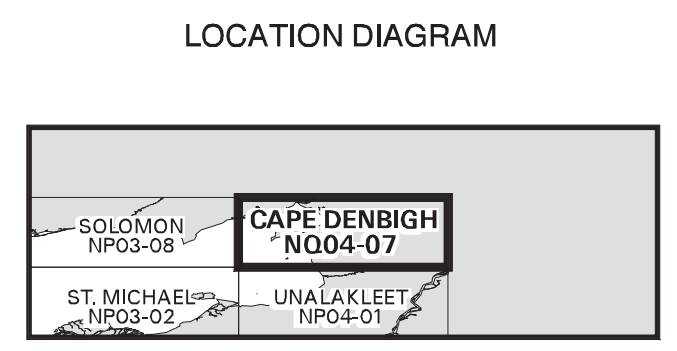 LOCATION DIAGRAM
SOLOMON
NP03-08
CAPE DENBIGH
NQ04-07
ST. MICHAEL
NP03-02
UNALAKLEET
NP04-01